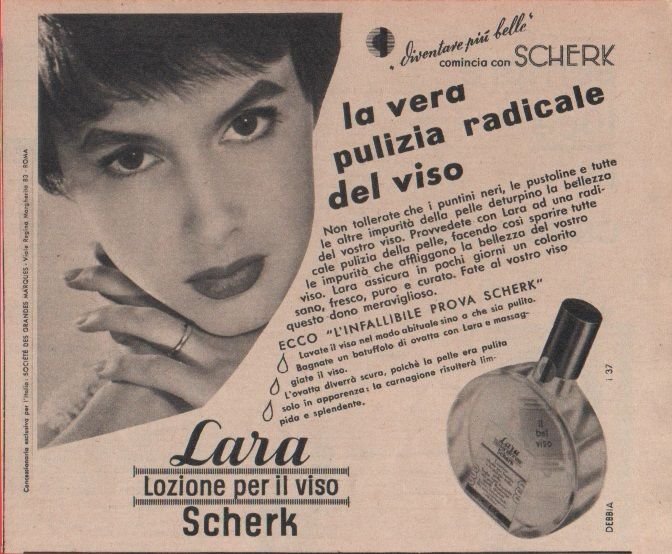 „diventare più belle“
comincia con SCHERK
la vera
pulizia radicale
del viso
Non tollerate che i puntini neri, le pustoline e tutte
le altre impurità della pelle deturpino la bellezza
del vostro viso. Provvedete con Lara ad una radi-
cale pulizia della pelle, facendo così sparire tutte
le impurità che affliggono la bellezza del vostro
viso. Lara assicura in pochi giorni un colorito
sano, fresco, puro e curato. Fate al vostro viso
questo dono meraviglioso.
ECCO "L'INFALLIBILE PROVA SCHERK"
Lavate il viso nel modo abituale sino a che sia pulito.
Bagnate un batuffolo di ovatta con Lara e massag-
giate il viso.
L'ovatta diverrà scura, poichè la pelle era pulita
solo in apparenza: la carnagione risulterà lim-
pida e splendente.
Lara
Lozione per il viso
Scherk
il
bel
viso
Lara
Scherk
Concessionaria esclusiva per l'Italia: SOCIÉTÉ DES GRANDES MARQUES - Viale Regina Margherita 83 - ROMA
i 37
DEBBIA